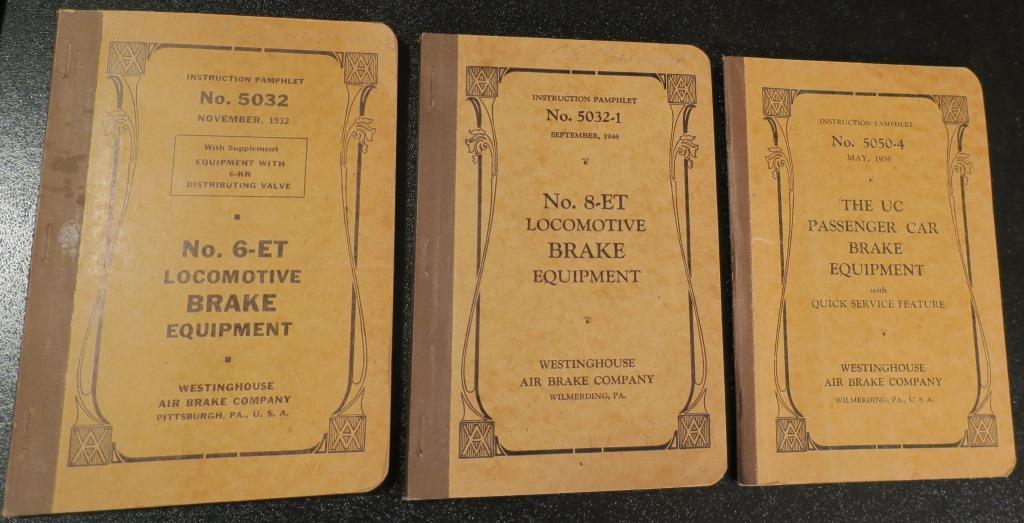 INSTRUCTION PAMPHLET
No. 5032
NOVEMBER, 1932
With Supplement
EQUIPMENT WITH
6-KR
DISTRIBUTING VALVE
No. 6-ET
LOCOMOTIVE
BRAKE
EQUIPMENT
WESTINGHOUSE
AIR BRAKE COMPANY
PITTSBURGH, PA., U. S. A.
INSTRUCTION PAMPHLET
No. 5032-1
SEPTEMBER, 1946
No. 8-ET
LOCOMOTIVE
BRAKE
EQUIPMENT
WESTINGHOUSE
AIR BRAKE COMPANY
WILMERDING, PA.
INSTRUCTION PAMPHLET
No. 5050-4
MAY, 1936
THE UC
PASSENGER CAR
BRAKE
EQUIPMENT
with
QUICK SERVICE FEATURE
WESTINGHOUSE
AIR BRAKE COMPANY
WILMERDING, PA., U.S.A.